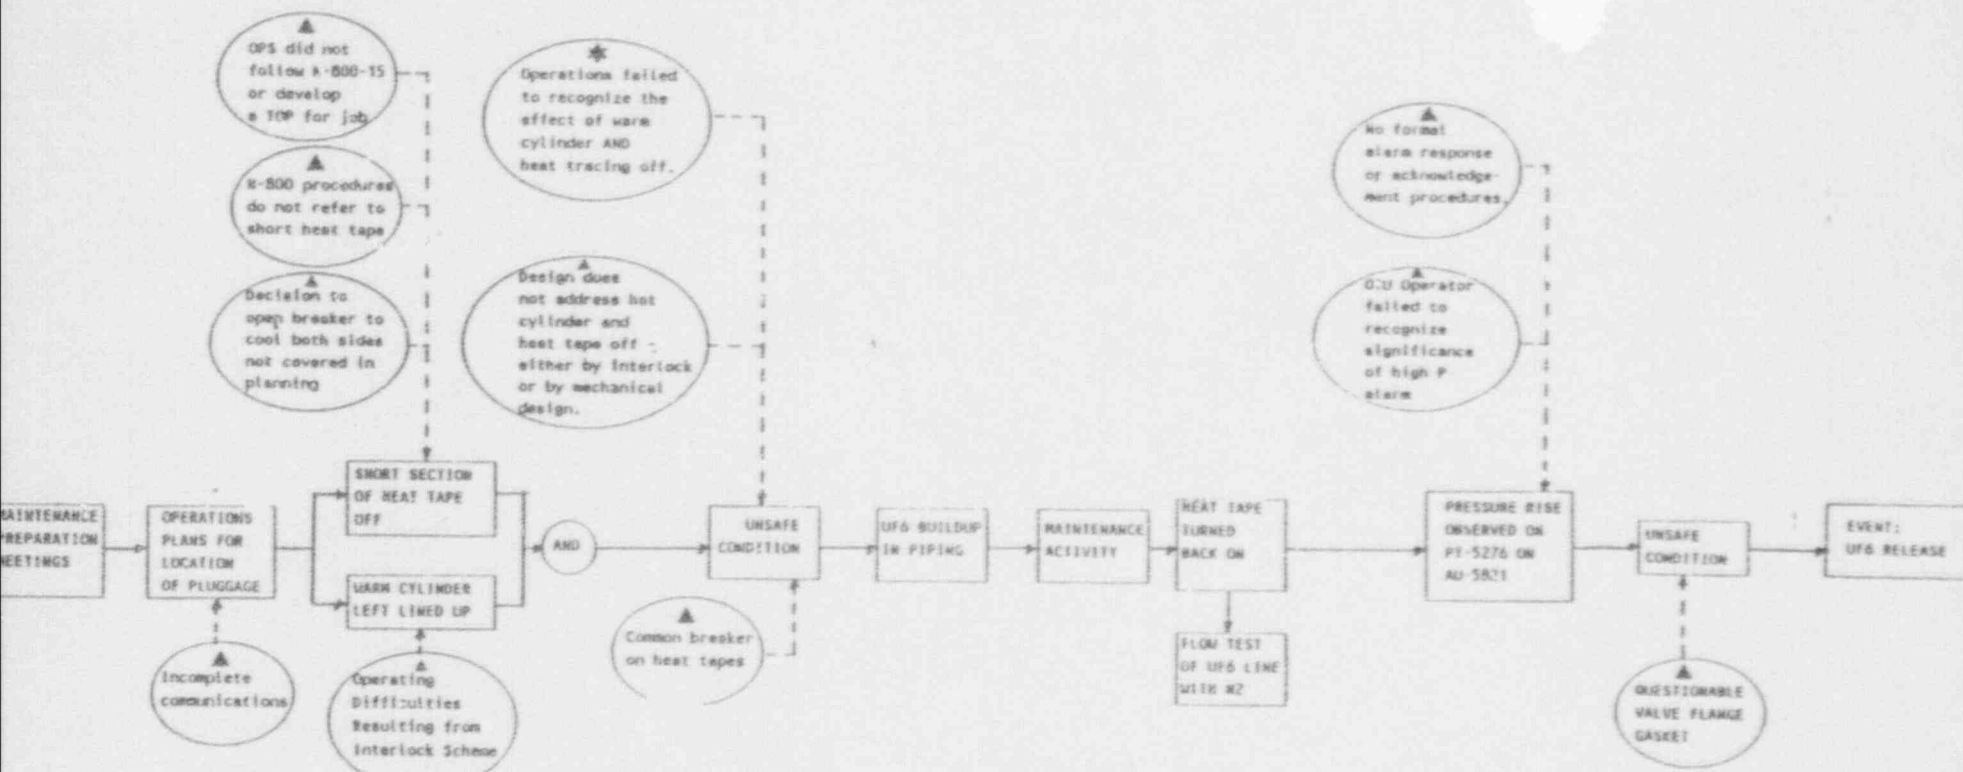 OPS did not
follow K-800-15
or develop
a TOP for job
K-800 procedures
do not refer to
short heat tape
Decision to
open breaker to
cool both sides
not covered in
planning
Operations failed
to recognize the
effect of warm
cylinder AND
heat tracing off.
Design does
not address hot
cylinder and
heat tape off -
either by interlock
or by mechanical
design.
No formal
alarm response
or acknowledge-
ment procedures.
Operator
failed to
recognize
significance
of high P
alarm
MAINTENANCE
PREPARATION
MEETINGS
OPERATIONS
PLANS FOR
LOCATION
OF PLUGGAGE
SHORT SECTION
OF HEAT TAPE
OFF
WARM CYLINDER
LEFT LINED UP
AND
UNSAFE
CONDITION
UF6 BUILDUP
IN PIPING
MAINTENANCE
ACTIVITY
HEAT TAPE
TURNED
BACK ON
FLOW TEST
OF UF6 LINE
WITH N2
PRESSURE RISE
OBSERVED ON
PT-5276 ON
AU-5821
UNSAFE
CONDITION
EVENT:
UF6 RELEASE
Incomplete
communications
Operating
Difficulties
Resulting from
Interlock Scheme
Common breaker
on heat tapes
QUESTIONABLE
VALVE FLANGE
GASKET